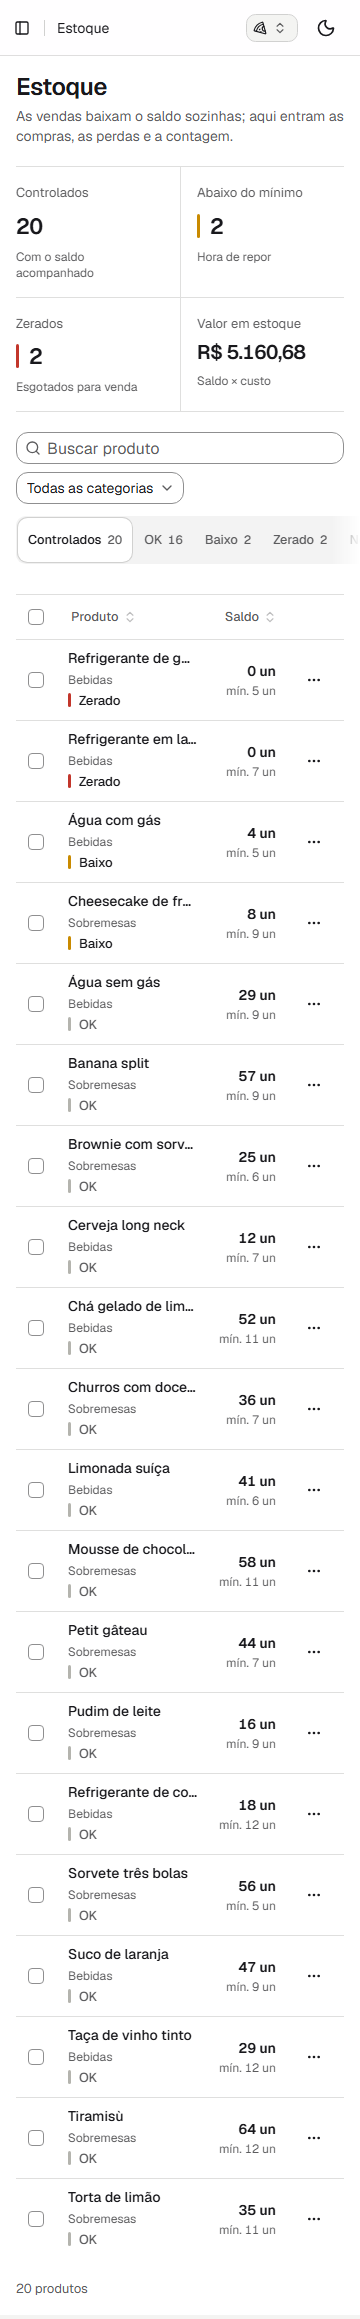 Estoque
Estoque
As vendas baixam o saldo sozinhas; aqui entram as
compras, as perdas e a contagem.
Controlados
20
Com o saldo
acompanhado
Abaixo do mínimo
2
Hora de repor
Zerados
2
Esgotados para venda
Valor em estoque
R$ 5.160,68
Saldo × custo
Buscar produto
Todas as categorias
Controlados 20 OK 16 Baixo 2 Zerado 2
Produto Saldo
Refrigerante de g...
0 un
Bebidas
mín. 5 un
Zerado
Refrigerante em la...
0 un
Bebidas
mín. 7 un
Zerado
Água com gás
4 un
Bebidas
mín. 5 un
Baixo
Cheesecake de fr...
8 un
Sobremesas
mín. 9 un
Baixo
Água sem gás
29 un
Bebidas
mín. 9 un
OK
Banana split
57 un
Sobremesas
mín. 9 un
OK
Brownie com sorv...
25 un
Sobremesas
mín. 6 un
OK
Cerveja long neck
12 un
Bebidas
mín. 7 un
OK
Chá gelado de lim...
52 un
Bebidas
mín. 11 un
OK
Churros com doce...
36 un
Sobremesas
mín. 7 un
OK
Limonada suíça
41 un
Bebidas
mín. 6 un
OK
Mousse de chocol...
58 un
Sobremesas
mín. 11 un
OK
Petit gâteau
44 un
Sobremesas
mín. 7 un
OK
Pudim de leite
16 un
Sobremesas
mín. 9 un
OK
Refrigerante de co...
18 un
Bebidas
mín. 12 un
OK
Sorvete três bolas
56 un
Sobremesas
mín. 5 un
OK
Suco de laranja
47 un
Bebidas
mín. 9 un
OK
Taça de vinho tinto
29 un
Bebidas
mín. 12 un
OK
Tiramisù
64 un
Sobremesas
mín. 12 un
OK
Torta de limão
35 un
Sobremesas
mín. 11 un
OK
20 produtos